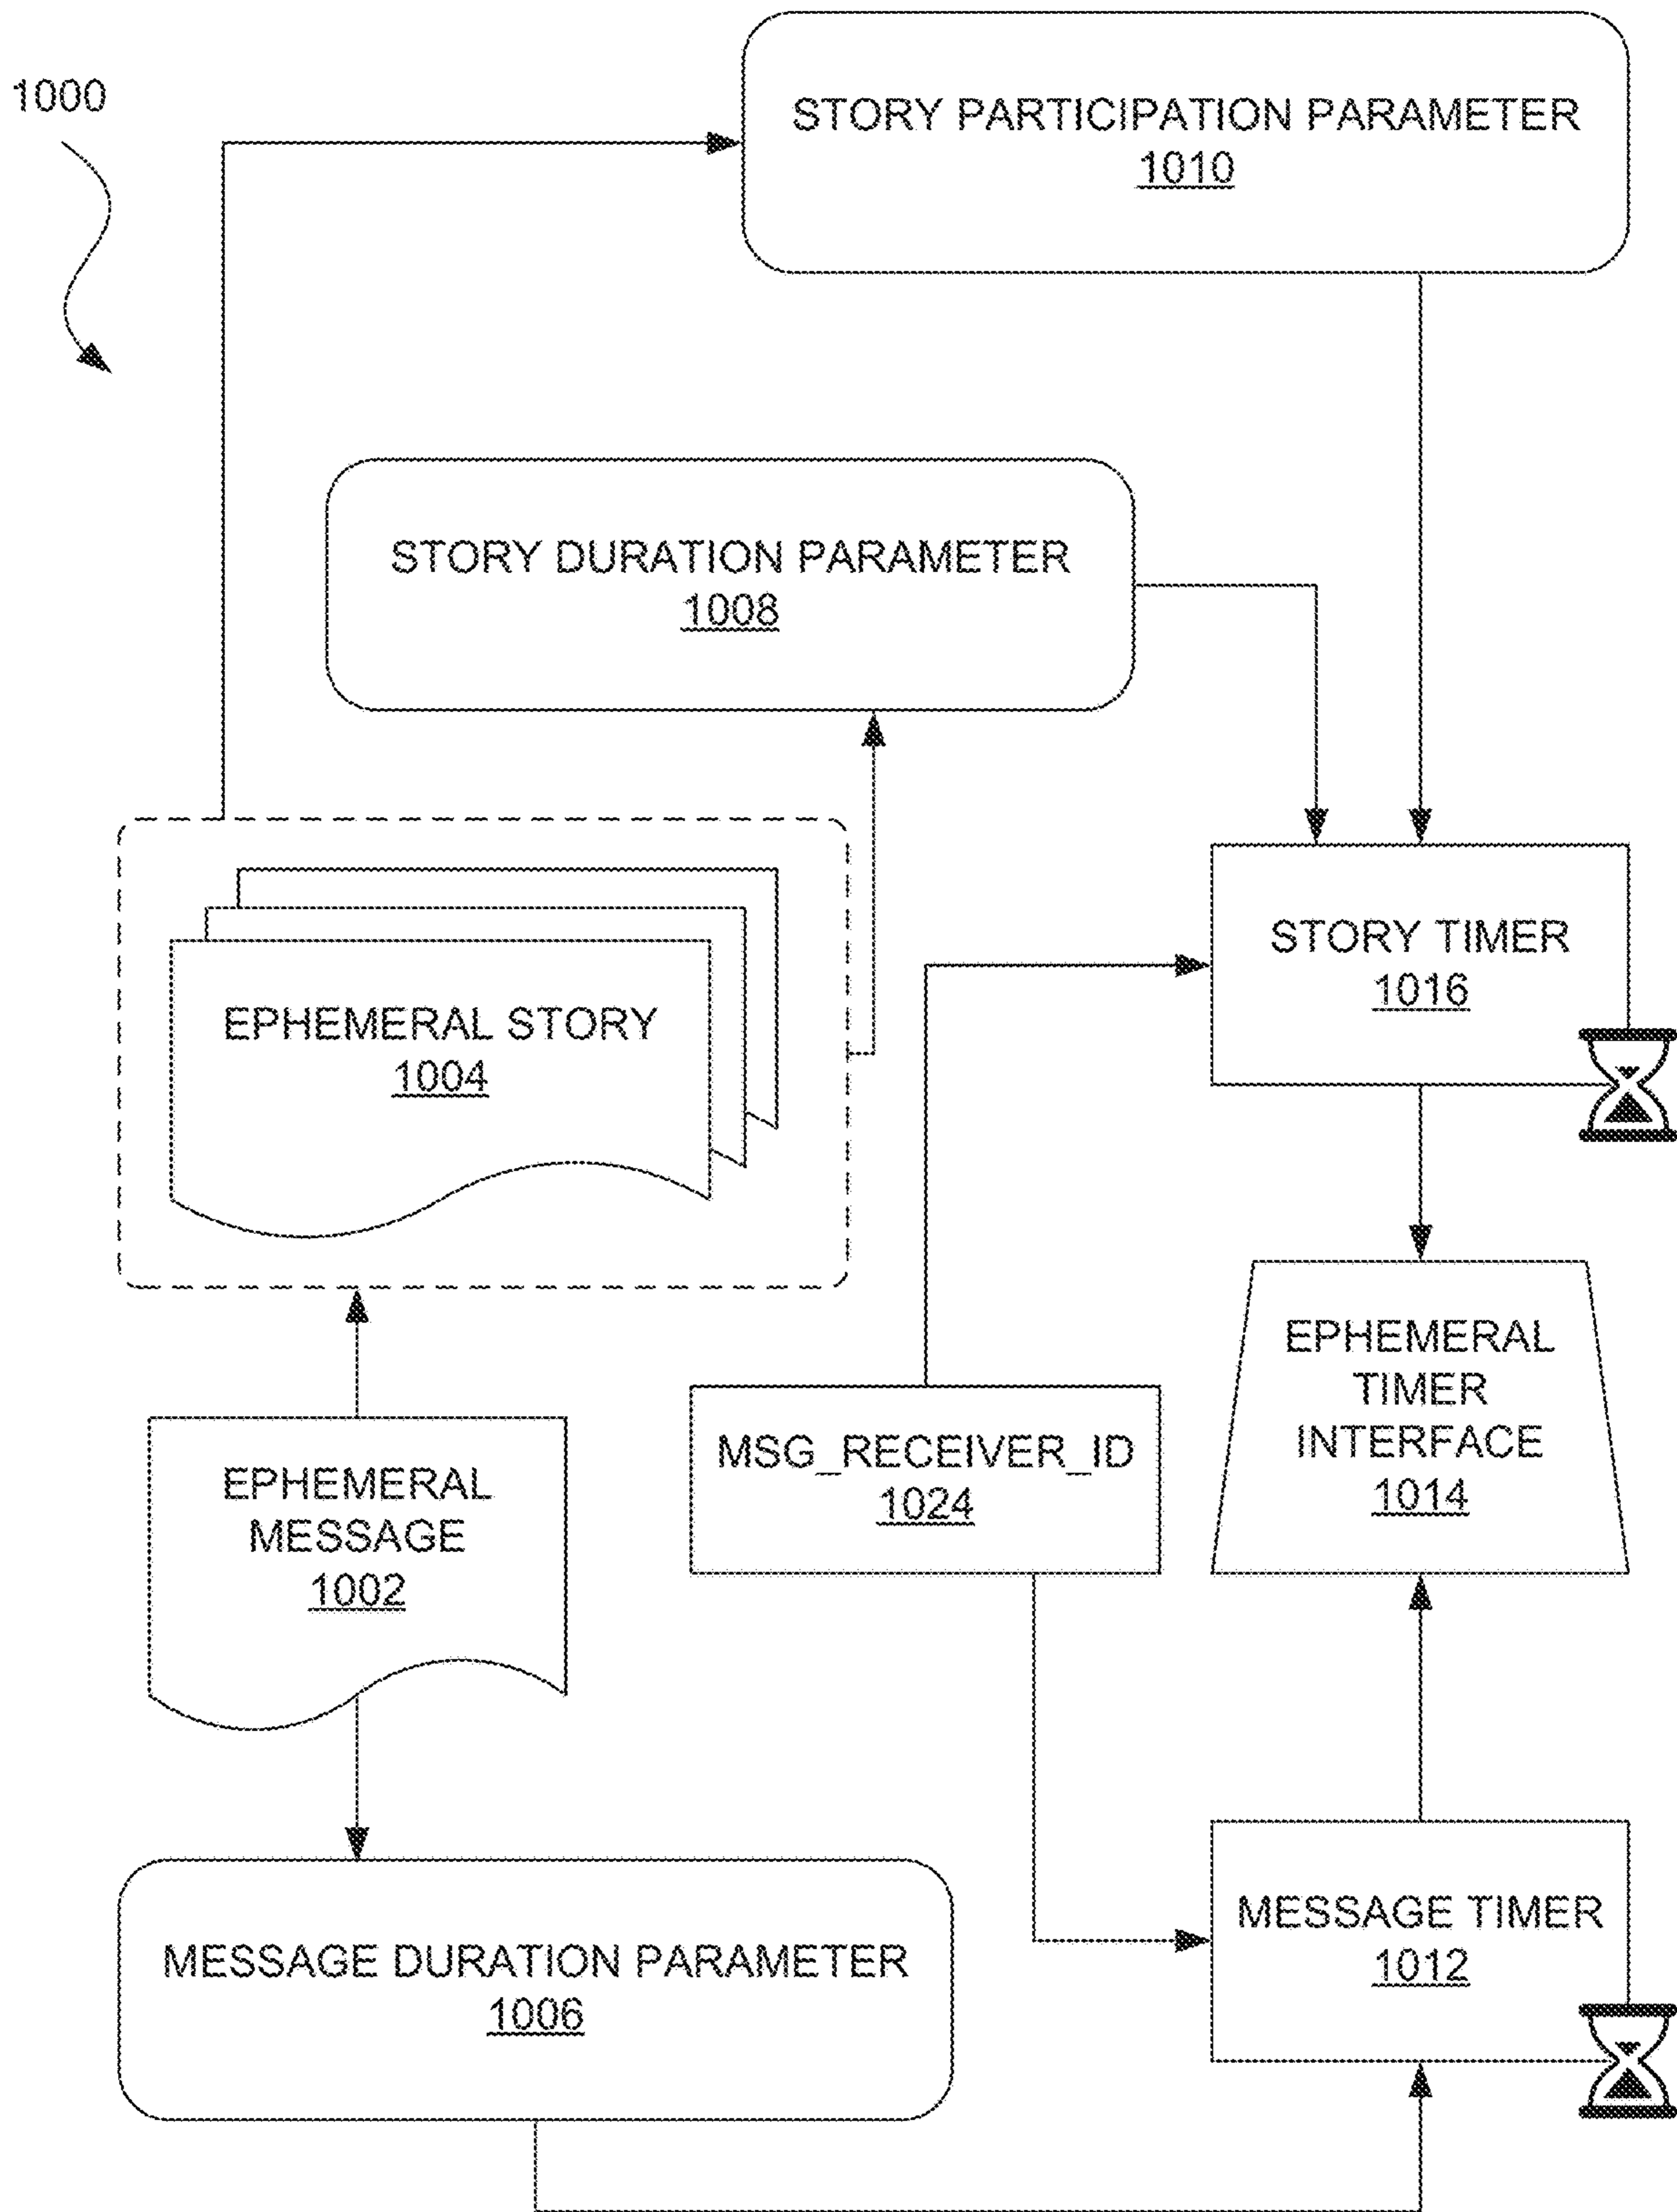 1000
STORY PARTICIPATION PARAMETER
1010
STORY DURATION PARAMETER
1008
STORY TIMER
1016
EPHEMERAL STORY
1004
EPHEMERAL
TIMER
INTERFACE
1014
MSG_RECEIVER_ID
1024
EPHEMERAL
MESSAGE
1002
MESSAGE TIMER
1012
MESSAGE DURATION PARAMETER
1006